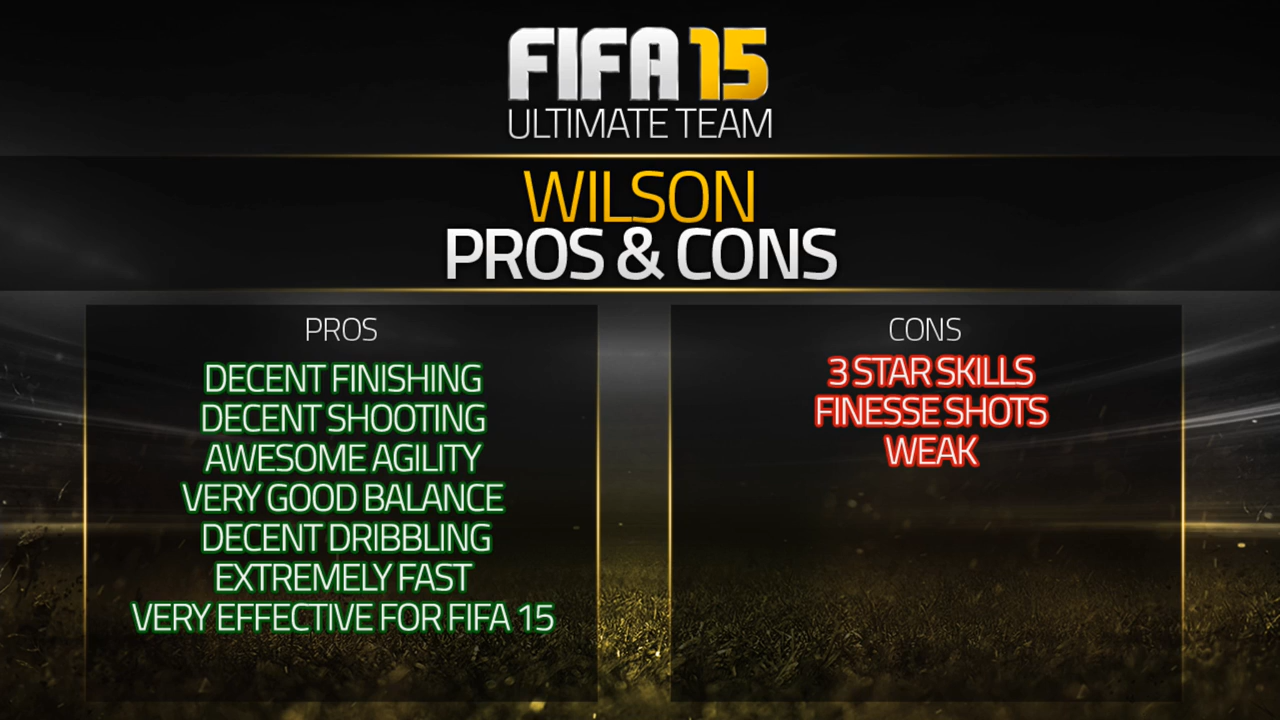 FIFA 15
ULTIMATE TEAM
WILSON
PROS & CONS
PROS
DECENT FINISHING
DECENT SHOOTING
AWESOME AGILITY
VERY GOOD BALANCE
DECENT DRIBBLING
EXTREMELY FAST
VERY EFFECTIVE FOR FIFA 15
CONS
3 STAR SKILLS
FINESSE SHOTS
WEAK